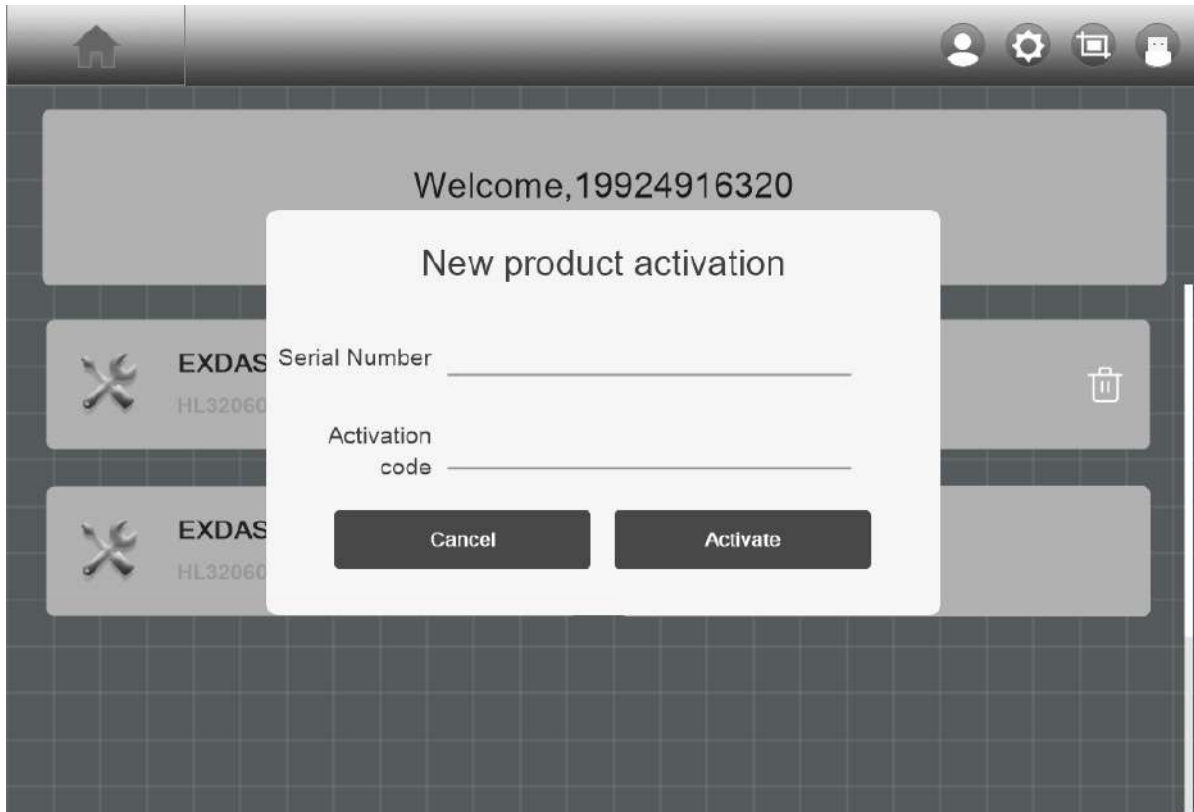 Welcome,19924916320
New product activation
EXDAS
HL32060
Serial Number
Activation
code
EXDAS
HL32060
Cancel
Activate